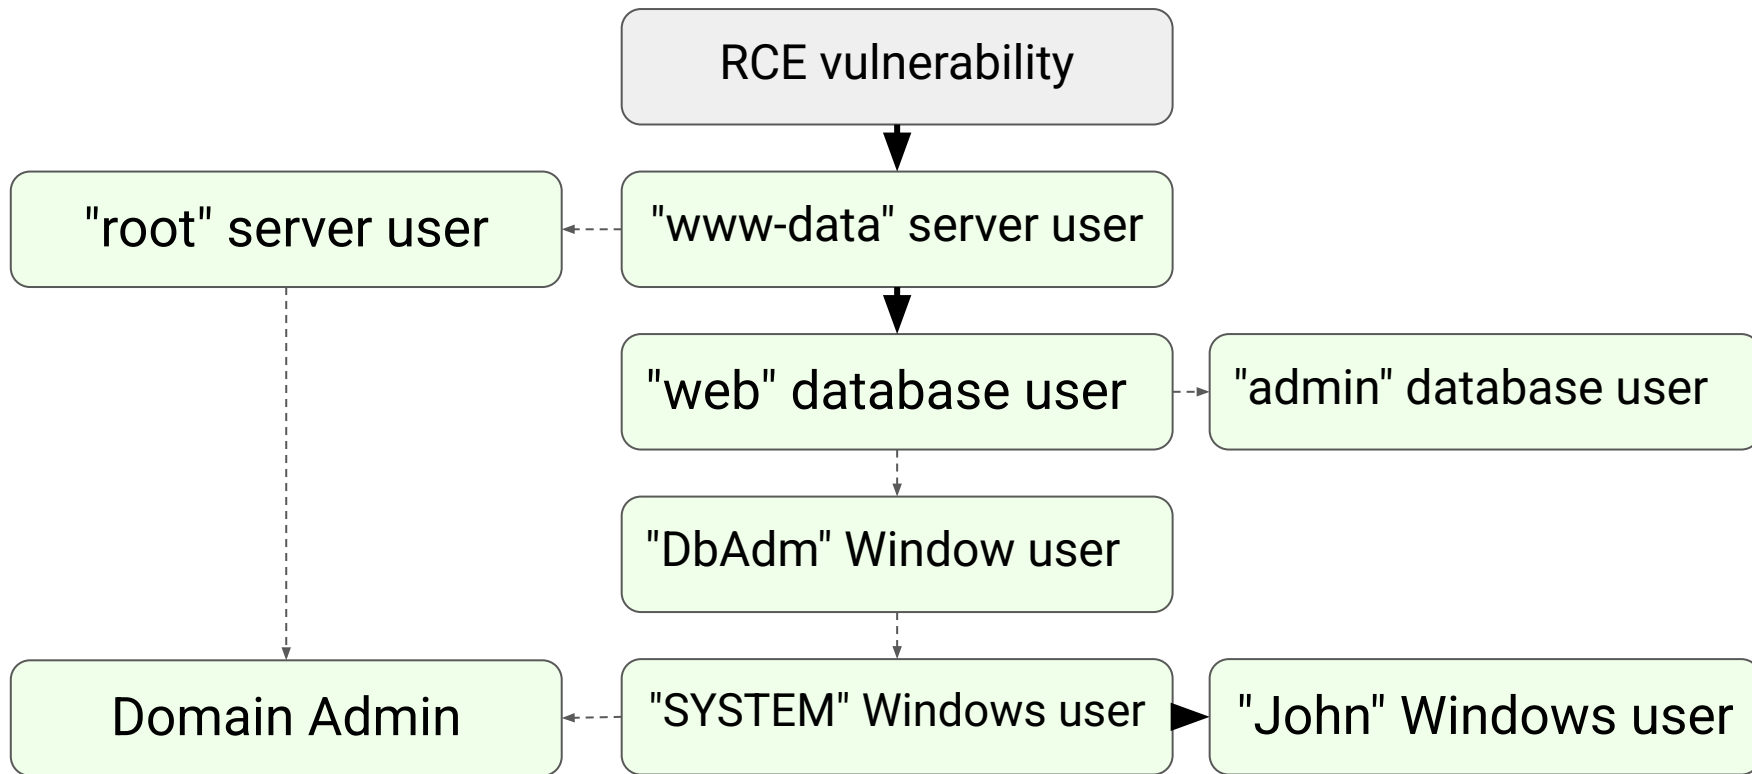 RCE vulnerability
"root" server user
"www-data" server user
"web" database user
"admin" database user
"DbAdm" Window user
Domain Admin
"SYSTEM" Windows user
"John" Windows user